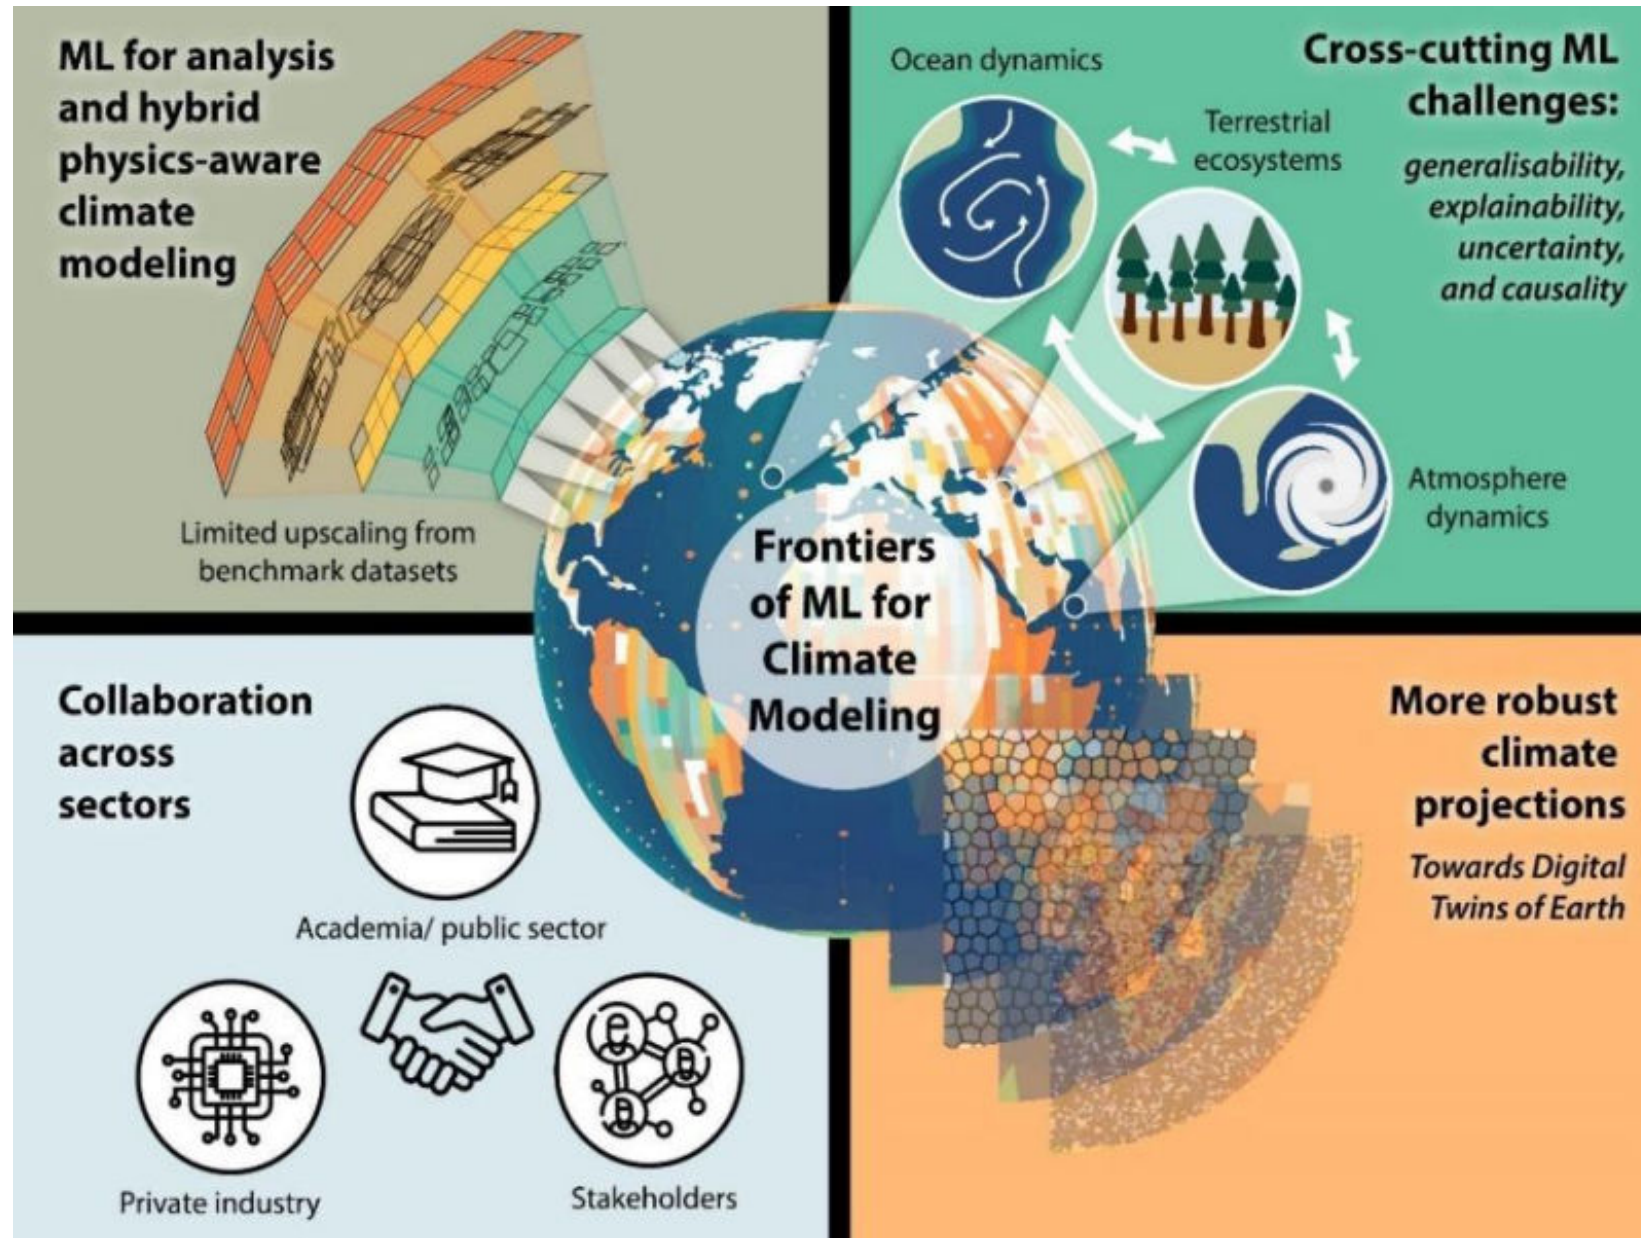 ML for analysis
and hybrid
physics-aware
climate
modeling
Limited upscaling from
benchmark datasets
Ocean dynamics
Terrestrial
ecosystems
Atmosphere
dynamics
Cross-cutting ML
challenges:
generalisability,
explainability,
uncertainty,
and causality
Frontiers
of ML for
Climate
Modeling
Collaboration
across
sectors
Academia/ public sector
Private industry
Stakeholders
More robust
climate
projections
Towards Digital
Twins of Earth